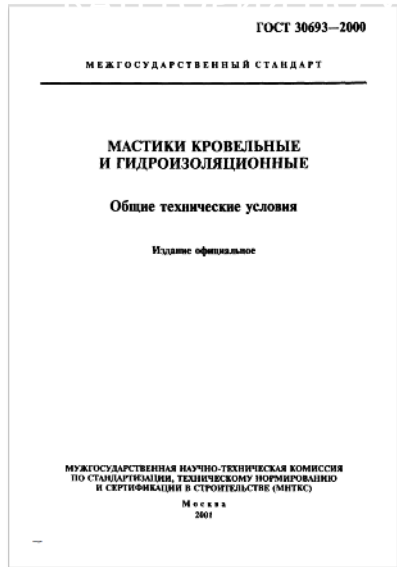 ГОСТ 30693—2000
МЕЖГОСУДАРСТВЕННЫЙ СТАНДАРТ
МАСТИКИ КРОВЕЛЬНЫЕ
И ГИДРОИЗОЛЯЦИОННЫЕ
Общие технические условия
Издание официальное
МУЖГОСУДАРСТВЕННАЯ НАУЧНО-ТЕХНИЧЕСКАЯ КОМИССИЯ
ПО СТАНДАРТИЗАЦИИ, ТЕХНИЧЕСКОМУ НОРМИРОВАНИЮ
И СЕРТИФИКАЦИИ В СТРОИТЕЛЬСТВЕ (МНТКС)
Москва
2001